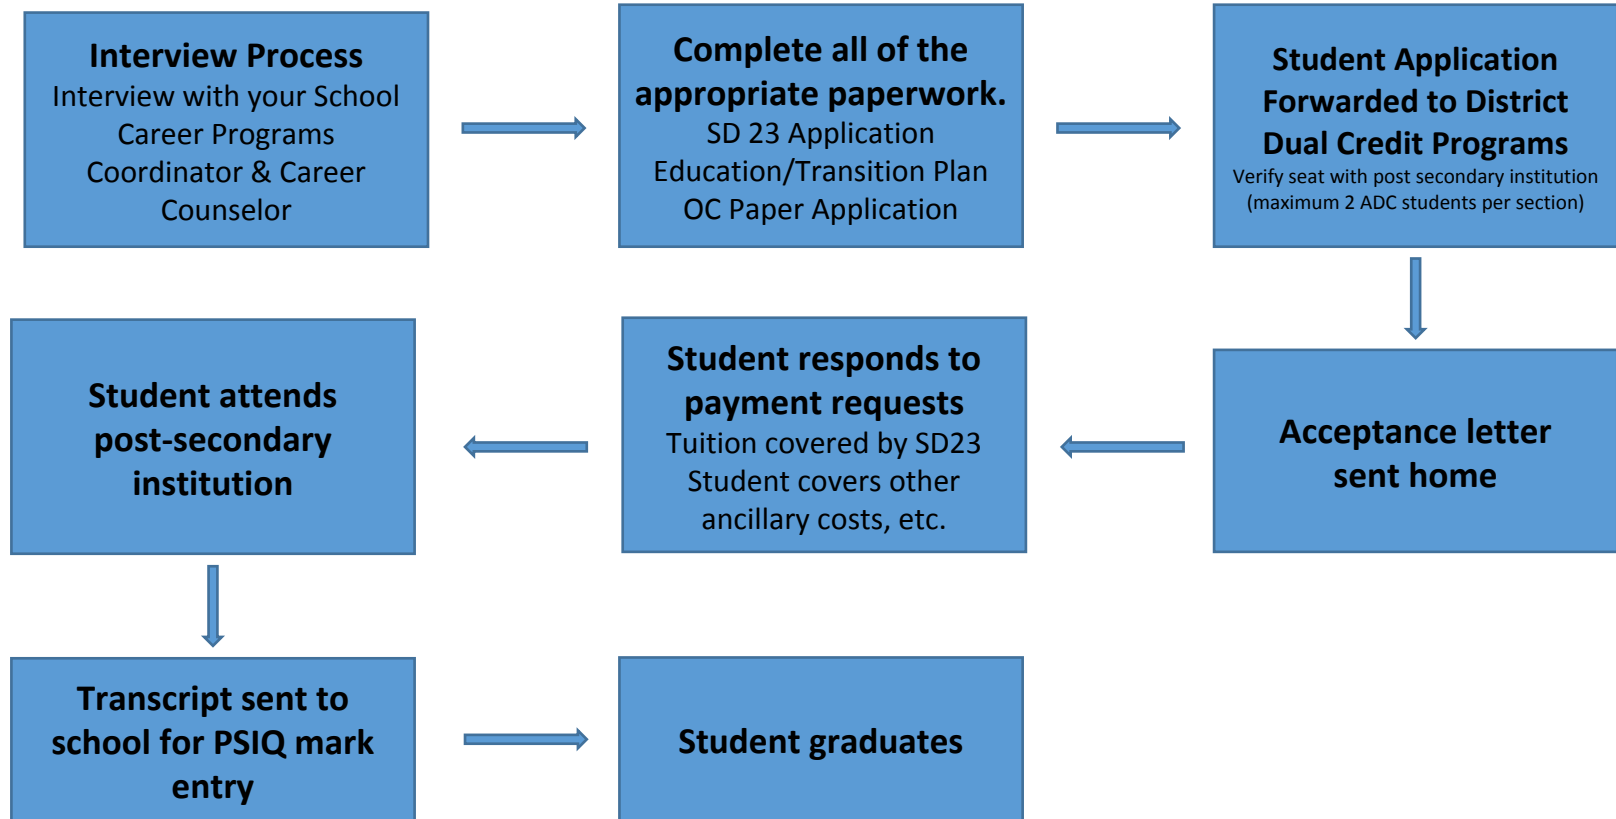 Interview Process
Interview with your School
Career Programs
Coordinator & Career
Counselor
Complete all of the
appropriate paperwork.
SD 23 Application
Education/Transition Plan
OC Paper Application
Student Application
Forwarded to District
Dual Credit Programs
Verify seat with post secondary institution
(maximum 2 ADC students per section)
Acceptance letter
sent home
Student responds to
payment requests
Tuition covered by SD23
Student covers other
ancillary costs, etc.
Student attends
post-secondary
institution
Transcript sent to
school for PSIQ mark
entry
Student graduates